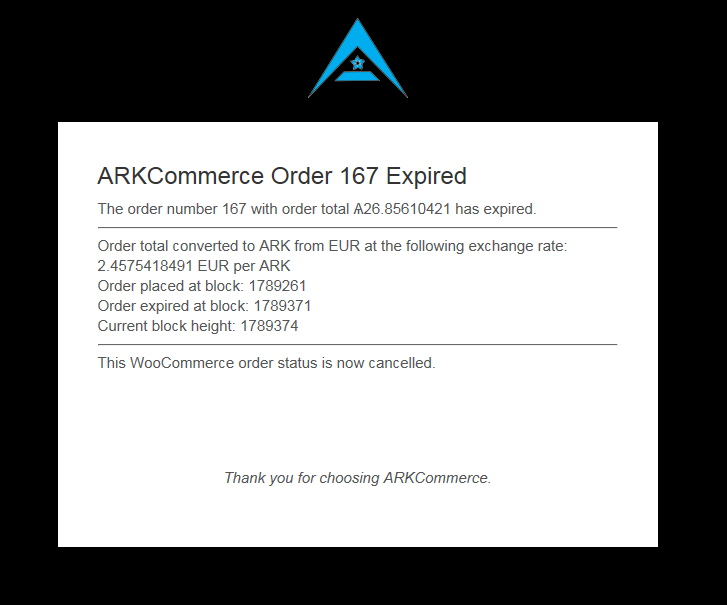 ARKCommerce Order 167 Expired
The order number 167 with order total Ѧ26.85610421 has expired.
Order total converted to ARK from EUR at the following exchange rate:
2.4575418491 EUR per ARK
Order placed at block: 1789261
Order expired at block: 1789371
Current block height: 1789374
This WooCommerce order status is now cancelled.
Thank you for choosing ARKCommerce.